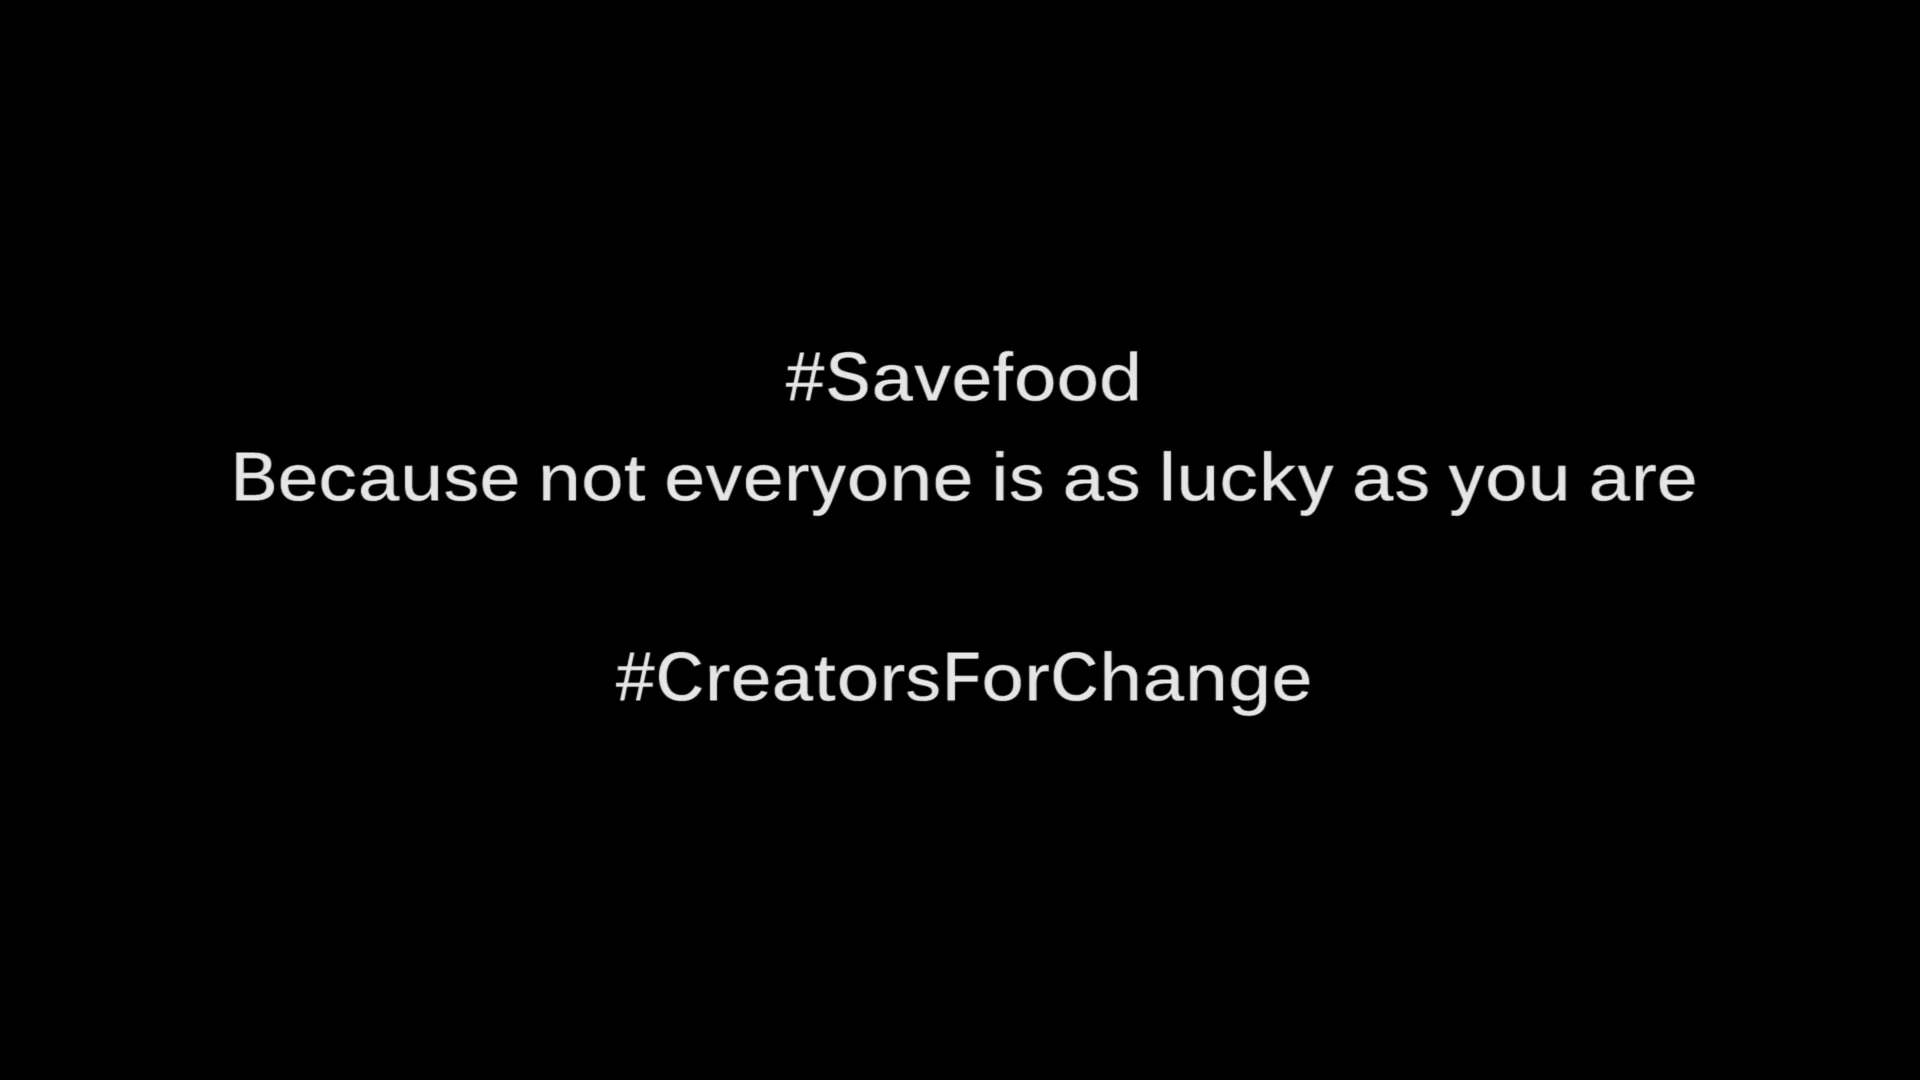 #Savefood
Because not everyone is as lucky as you are
#CreatorsForChange